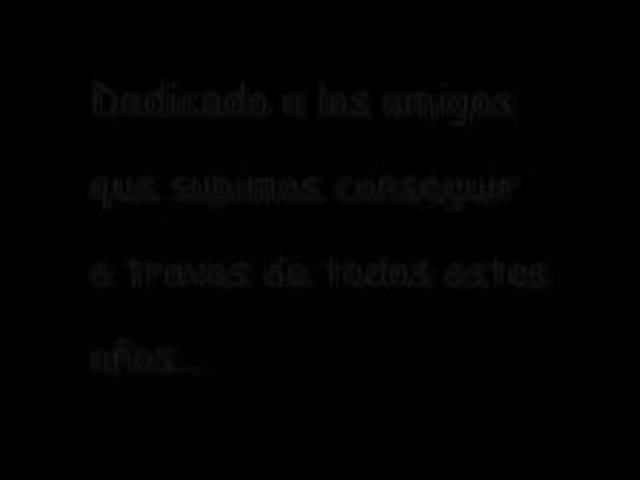 Dedicado a los amigos
que supimos conseguir
a traves de todos estos
años...